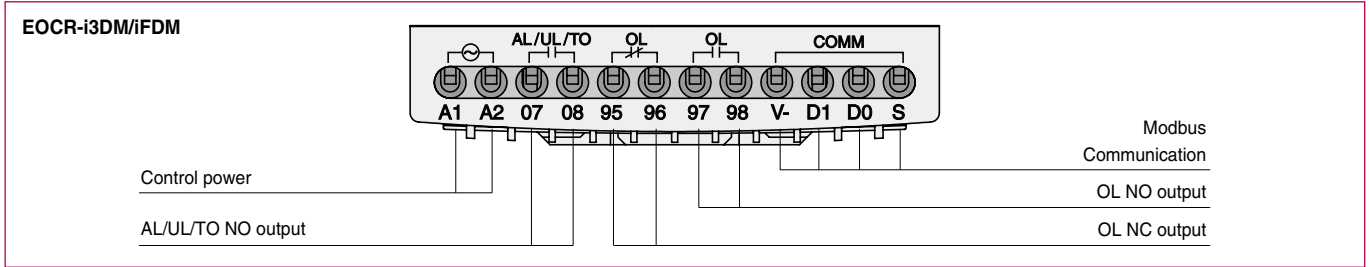 EOCR-i3DM/iFDM
AL/UL/TO OL OL COMM
A1 A2 07 08 95 96 97 98 V- D1 D0 S
Modbus
Communication
Control power
OL NO output
AL/UL/TO NO output
OL NC output